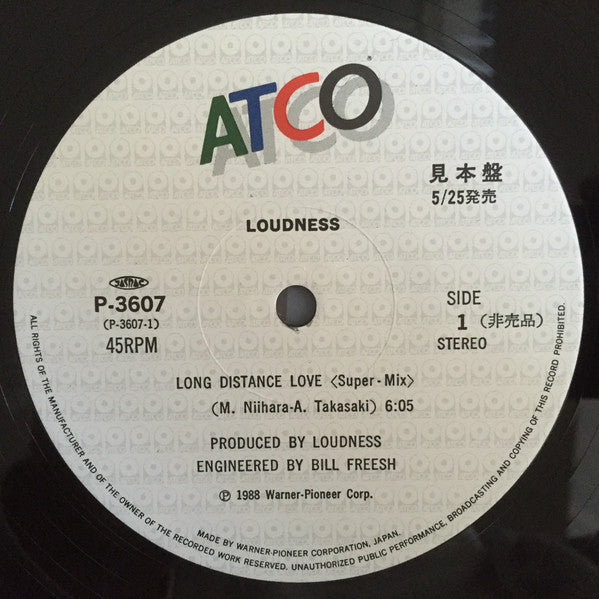 ATCO
見本盤
5/25発売
LOUDNESS
JASRAC
P-3607
(P-3607-1)
45RPM
SIDE
1 (非売品)
STEREO
LONG DISTANCE LOVE 〈Super-Mix〉
(M. Niihara-A. Takasaki) 6:05
PRODUCED BY LOUDNESS
ENGINEERED BY BILL FREESH
Ⓟ 1988 Warner-Pioneer Corp.
MADE BY WARNER-PIONEER CORPORATION, JAPAN.
ALL RIGHTS OF THE MANUFACTURER AND OF THE OWNER OF THE RECORDED WORK RESERVED. UNAUTHORIZED PUBLIC PERFORMANCE, BROADCASTING AND COPYING OF THIS RECORD PROHIBITED.